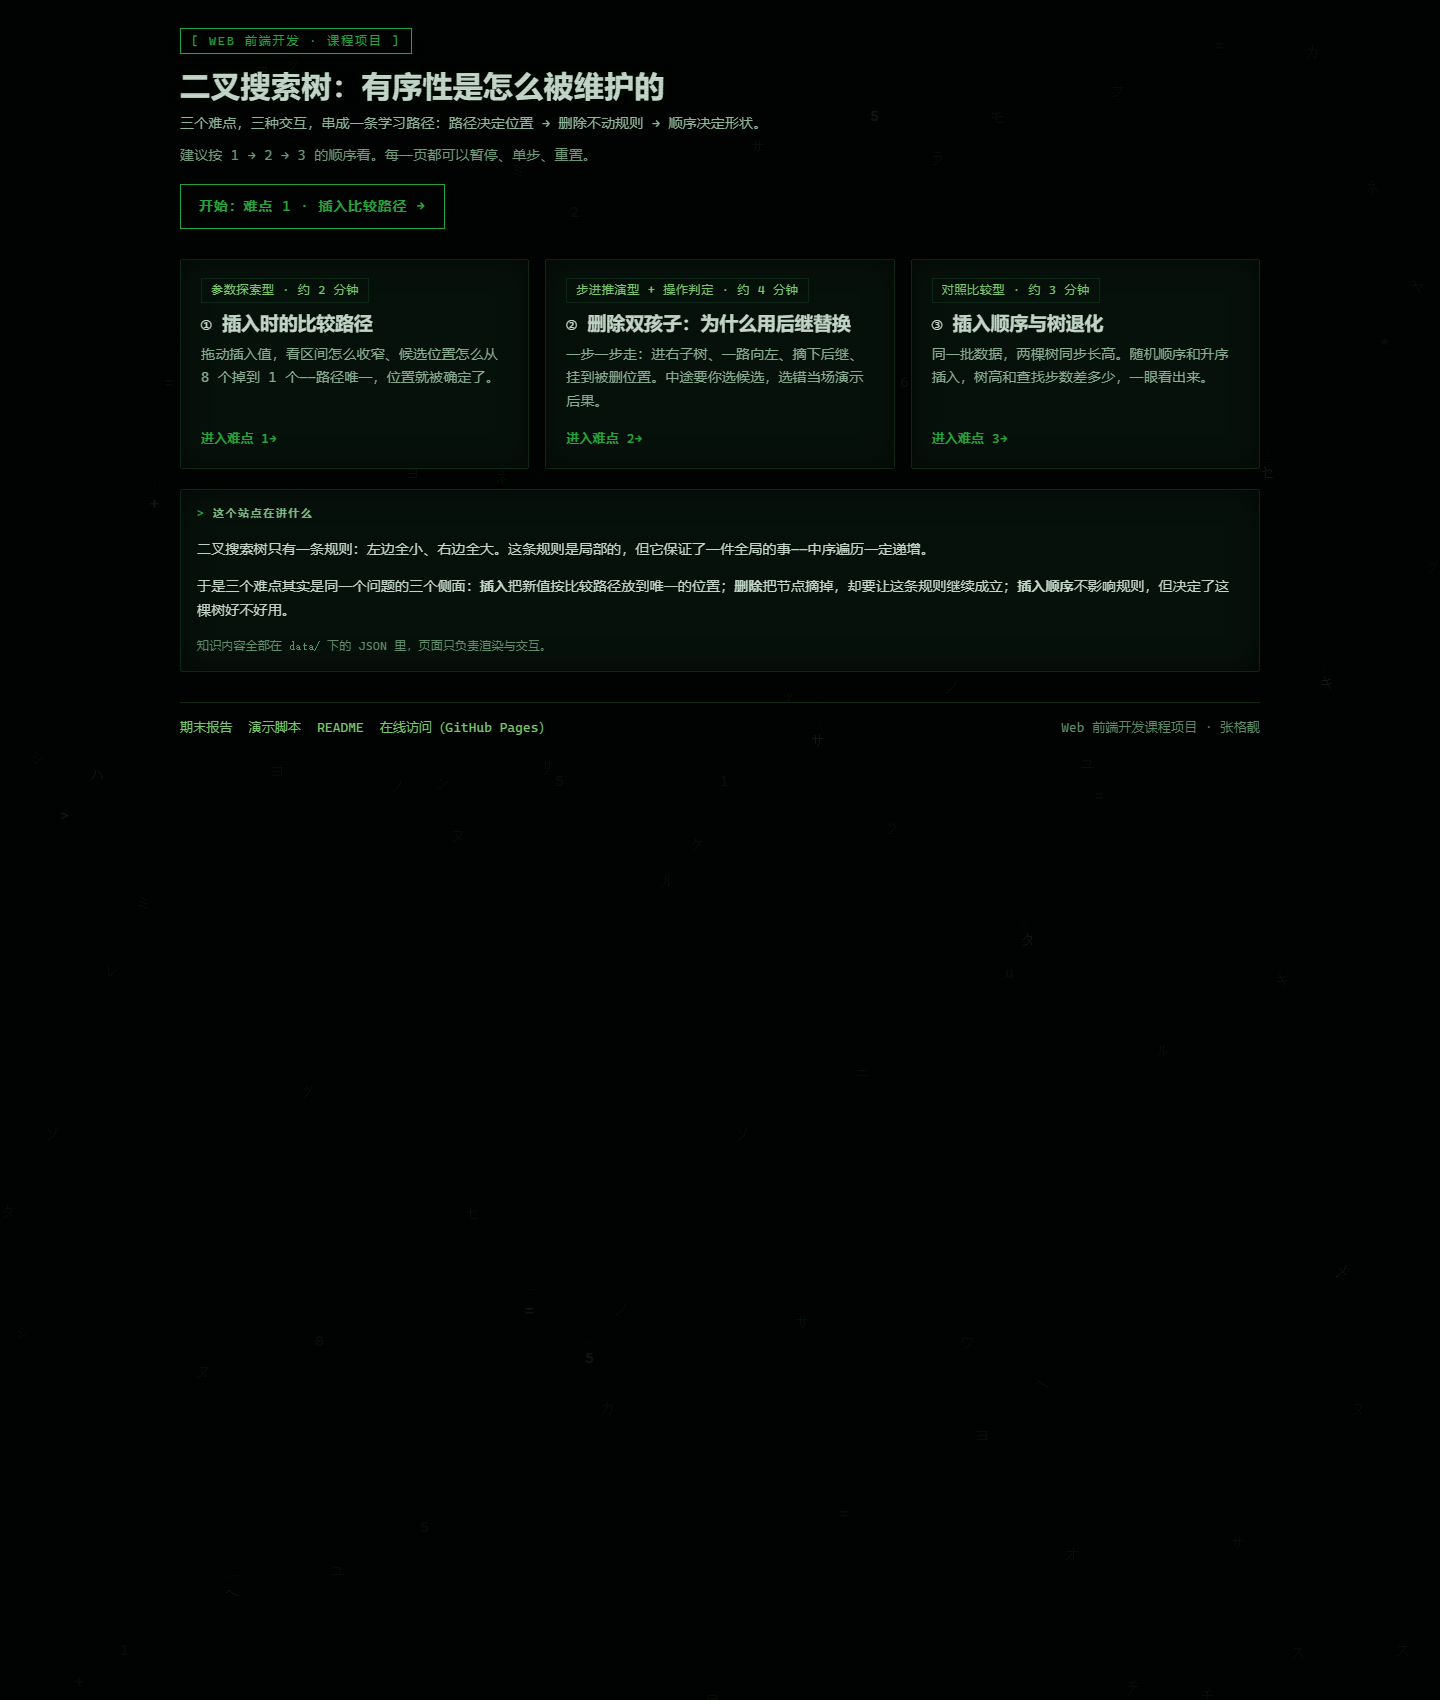 [ WEB 前端开发 · 课程项目 ]
二叉搜索树：有序性是怎么被维护的
三个难点，三种交互，串成一条学习路径：路径决定位置 → 删除不动规则 → 顺序决定形状。
建议按 1 → 2 → 3 的顺序看。每一页都可以暂停、单步、重置。
开始：难点 1 · 插入比较路径 →
参数探索型 · 约 2 分钟
① 插入时的比较路径
拖动插入值，看区间怎么收窄、候选位置怎么从
8 个掉到 1 个——路径唯一，位置就被确定了。
进入难点 1→
步进推演型 + 操作判定 · 约 4 分钟
② 删除双孩子：为什么用后继替换
一步一步走：进右子树、一路向左、摘下后继、
挂到被删位置。中途要你选候选，选错当场演示
后果。
进入难点 2→
对照比较型 · 约 3 分钟
③ 插入顺序与树退化
同一批数据，两棵树同步长高。随机顺序和升序
插入，树高和查找步数差多少，一眼看出来。
进入难点 3→
> 这个站点在讲什么
二叉搜索树只有一条规则：左边全小、右边全大。这条规则是局部的，但它保证了一件全局的事——中序遍历一定递增。
于是三个难点其实是同一个问题的三个侧面：插入把新值按比较路径放到唯一的位置；删除把节点摘掉，却要让这条规则继续成立；插入顺序不影响规则，但决定了这
棵树好不好用。
知识内容全部在 data/ 下的 JSON 里，页面只负责渲染与交互。
期末报告 演示脚本 README 在线访问（GitHub Pages）
Web 前端开发课程项目 · 张格靓